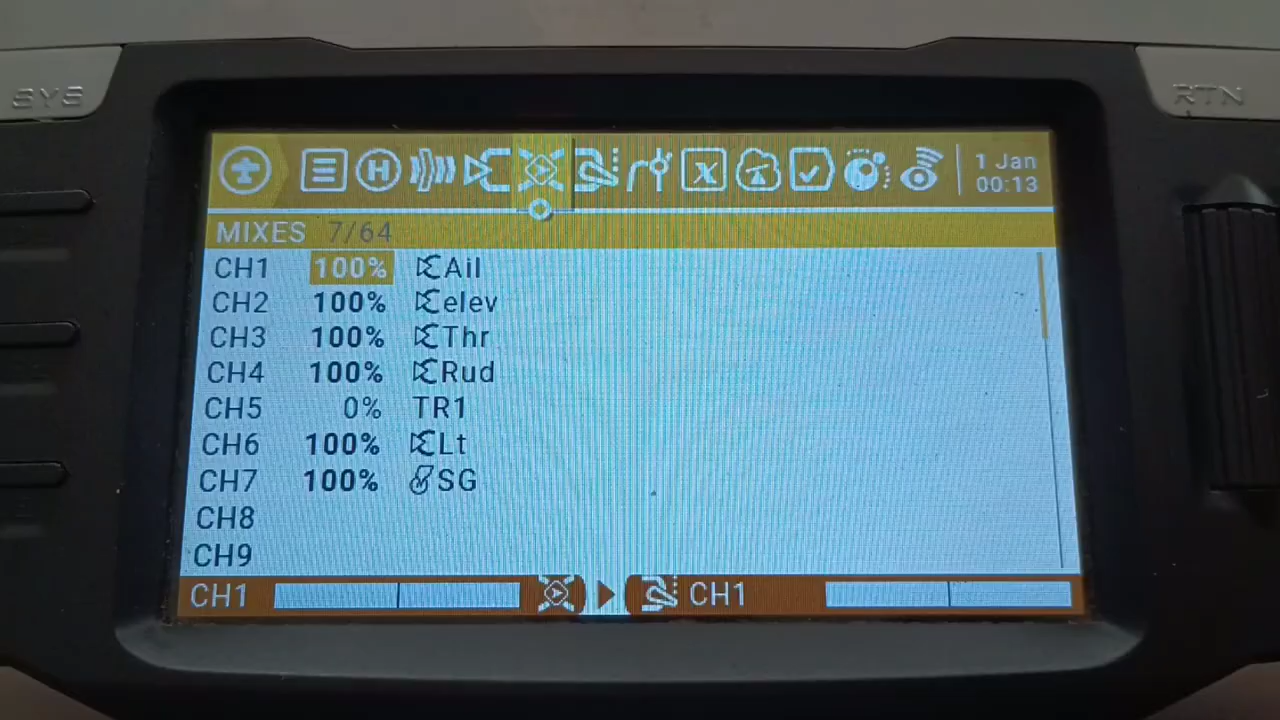 SYS
RTN
1 Jan
00:13
MIXES 7/64
CH1 100% Ail
CH2 100% elev
CH3 100% Thr
CH4 100% Rud
CH5 0% TR1
CH6 100% Lt
CH7 100% SG
CH8
CH9
CH1 CH1